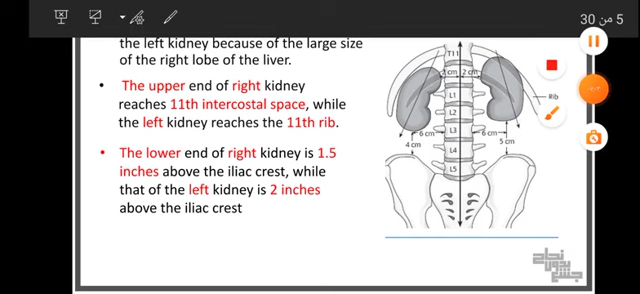 5 من 30
the left kidney because of the large size
of the right lobe of the liver.
• The upper end of right kidney
reaches 11th intercostal space, while
the left kidney reaches the 11th rib.
• The lower end of right kidney is 1.5
inches above the iliac crest, while
that of the left kidney is 2 inches
above the iliac crest
T11
2 cm 2 cm
Rib
L1
L2
L3
6 cm 6 cm
4 cm 5 cm
L4
L5